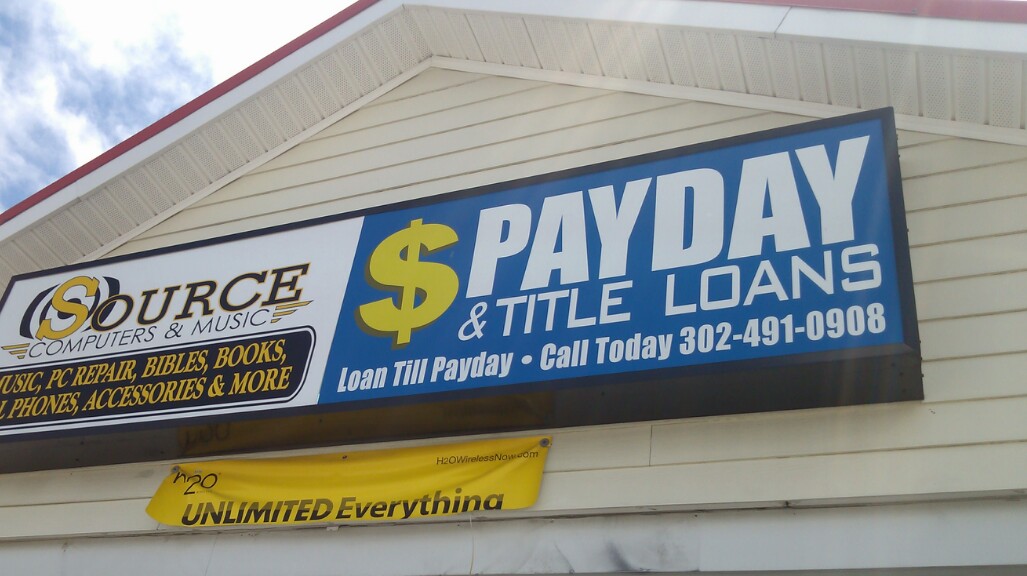 SOURCE
COMPUTERS & MUSIC
MUSIC, PC REPAIR, BIBLES, BOOKS,
PHONES, ACCESSORIES & MORE
$ PAYDAY
& TITLE LOANS
Loan Till Payday • Call Today 302-491-0908
h2o
H2OWirelessNow.com
UNLIMITED Everything